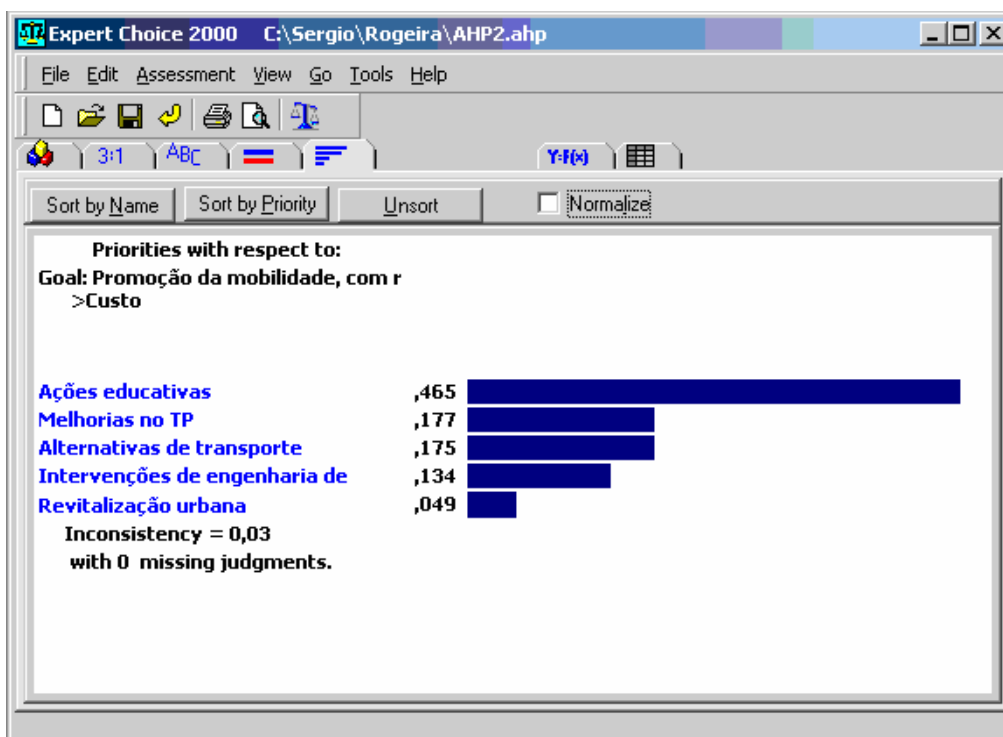 Expert Choice 2000 C:\Sergio\Rogeira\AHP2.ahp
File Edit Assessment View Go Tools Help
3:1 ABC Y=F(x)
Sort by Name Sort by Priority Unsort Normalize
Priorities with respect to:
Goal: Promoção da mobilidade, com r
>Custo
Ações educativas ,465
Melhorias no TP ,177
Alternativas de transporte ,175
Intervenções de engenharia de ,134
Revitalização urbana ,049
Inconsistency = 0,03
with 0 missing judgments.